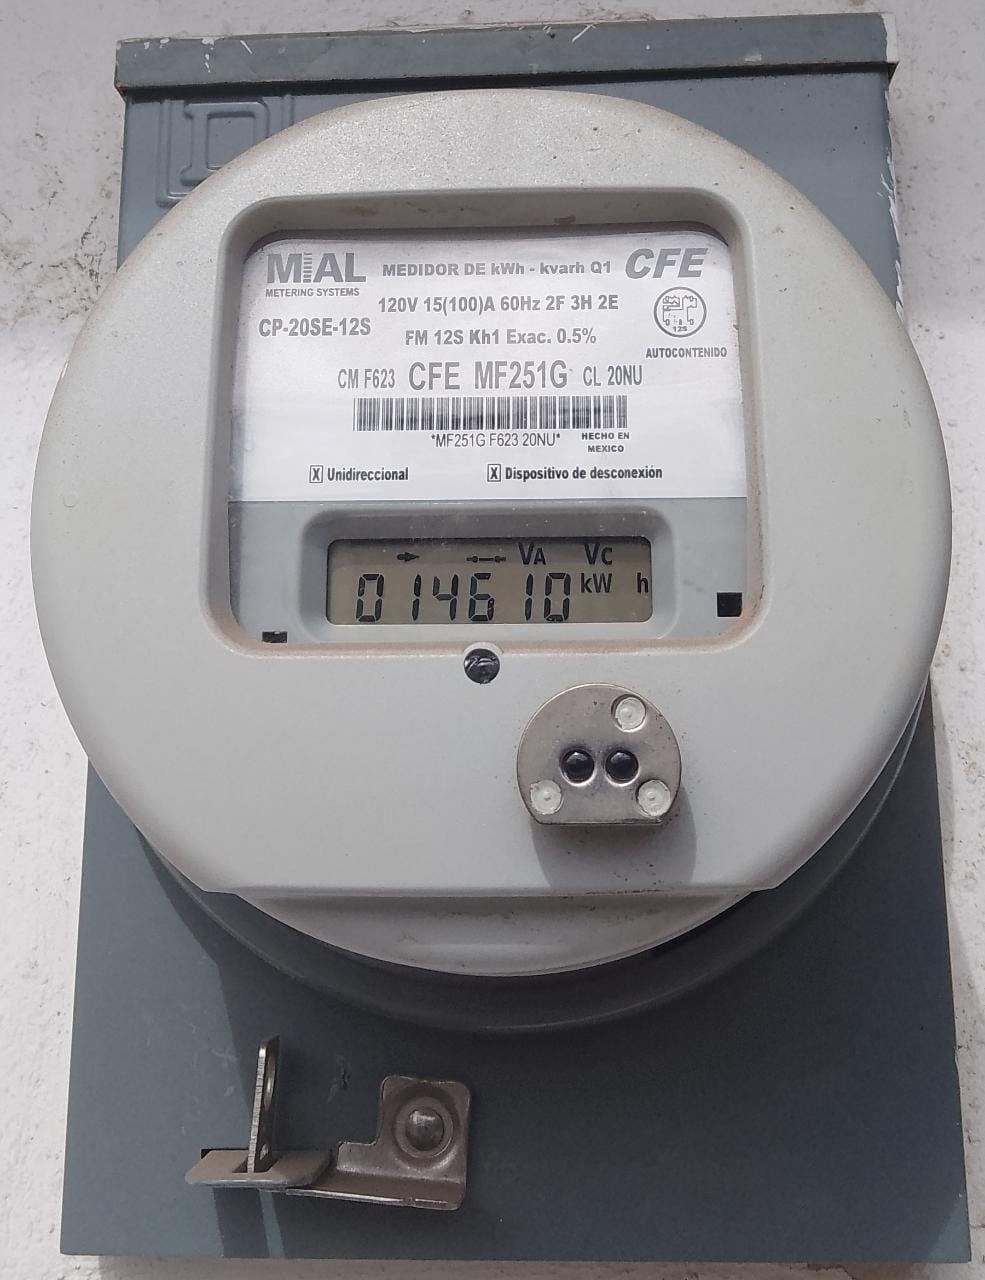 MIAL
METERING SYSTEMS
MEDIDOR DE kWh - kvarh Q1
CFE
120V 15(100)A 60Hz 2F 3H 2E
CP-20SE-12S
FM 12S Kh1 Exac. 0.5%
12S
AUTOCONTENIDO
CM F623 CFE MF251G CL 20NU
*MF251G F623 20NU*
HECHO EN
MEXICO
X Unidireccional
X Dispositivo de desconexión
VA VC
014610 kW h